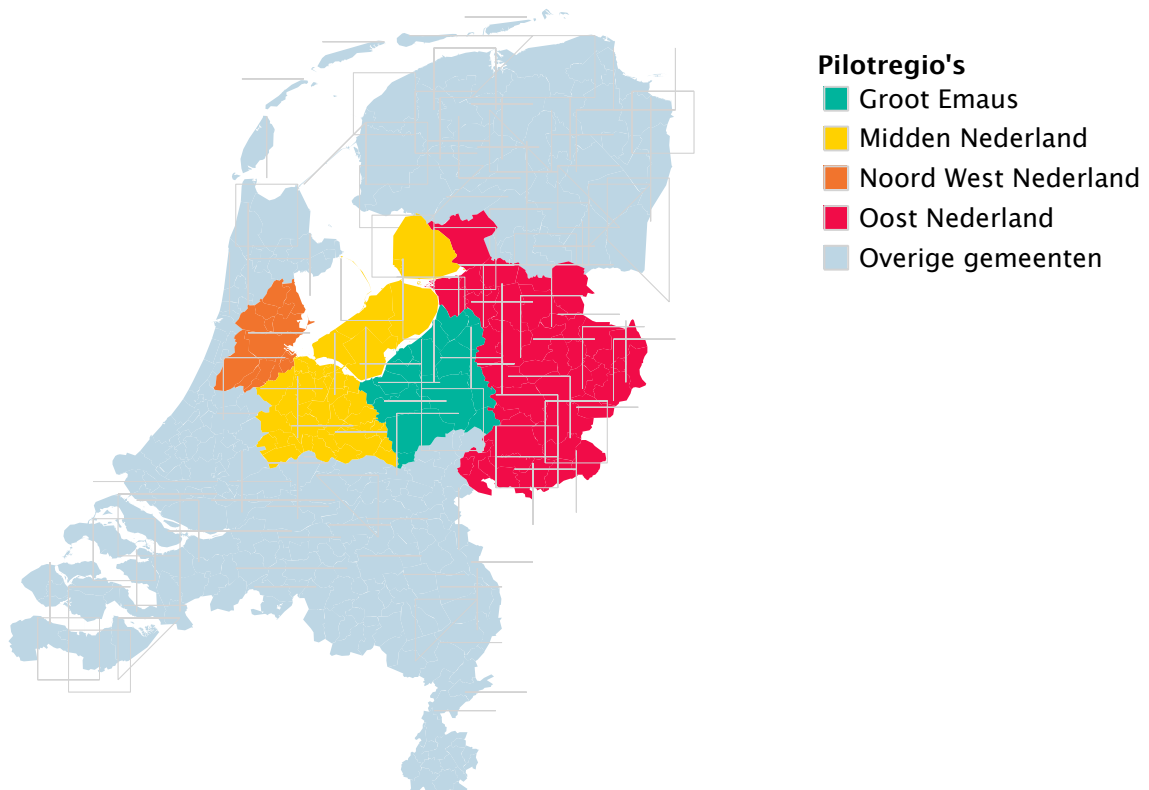 Pilotregio's
Groot Emaus
Midden Nederland
Noord West Nederland
Oost Nederland
Overige gemeenten